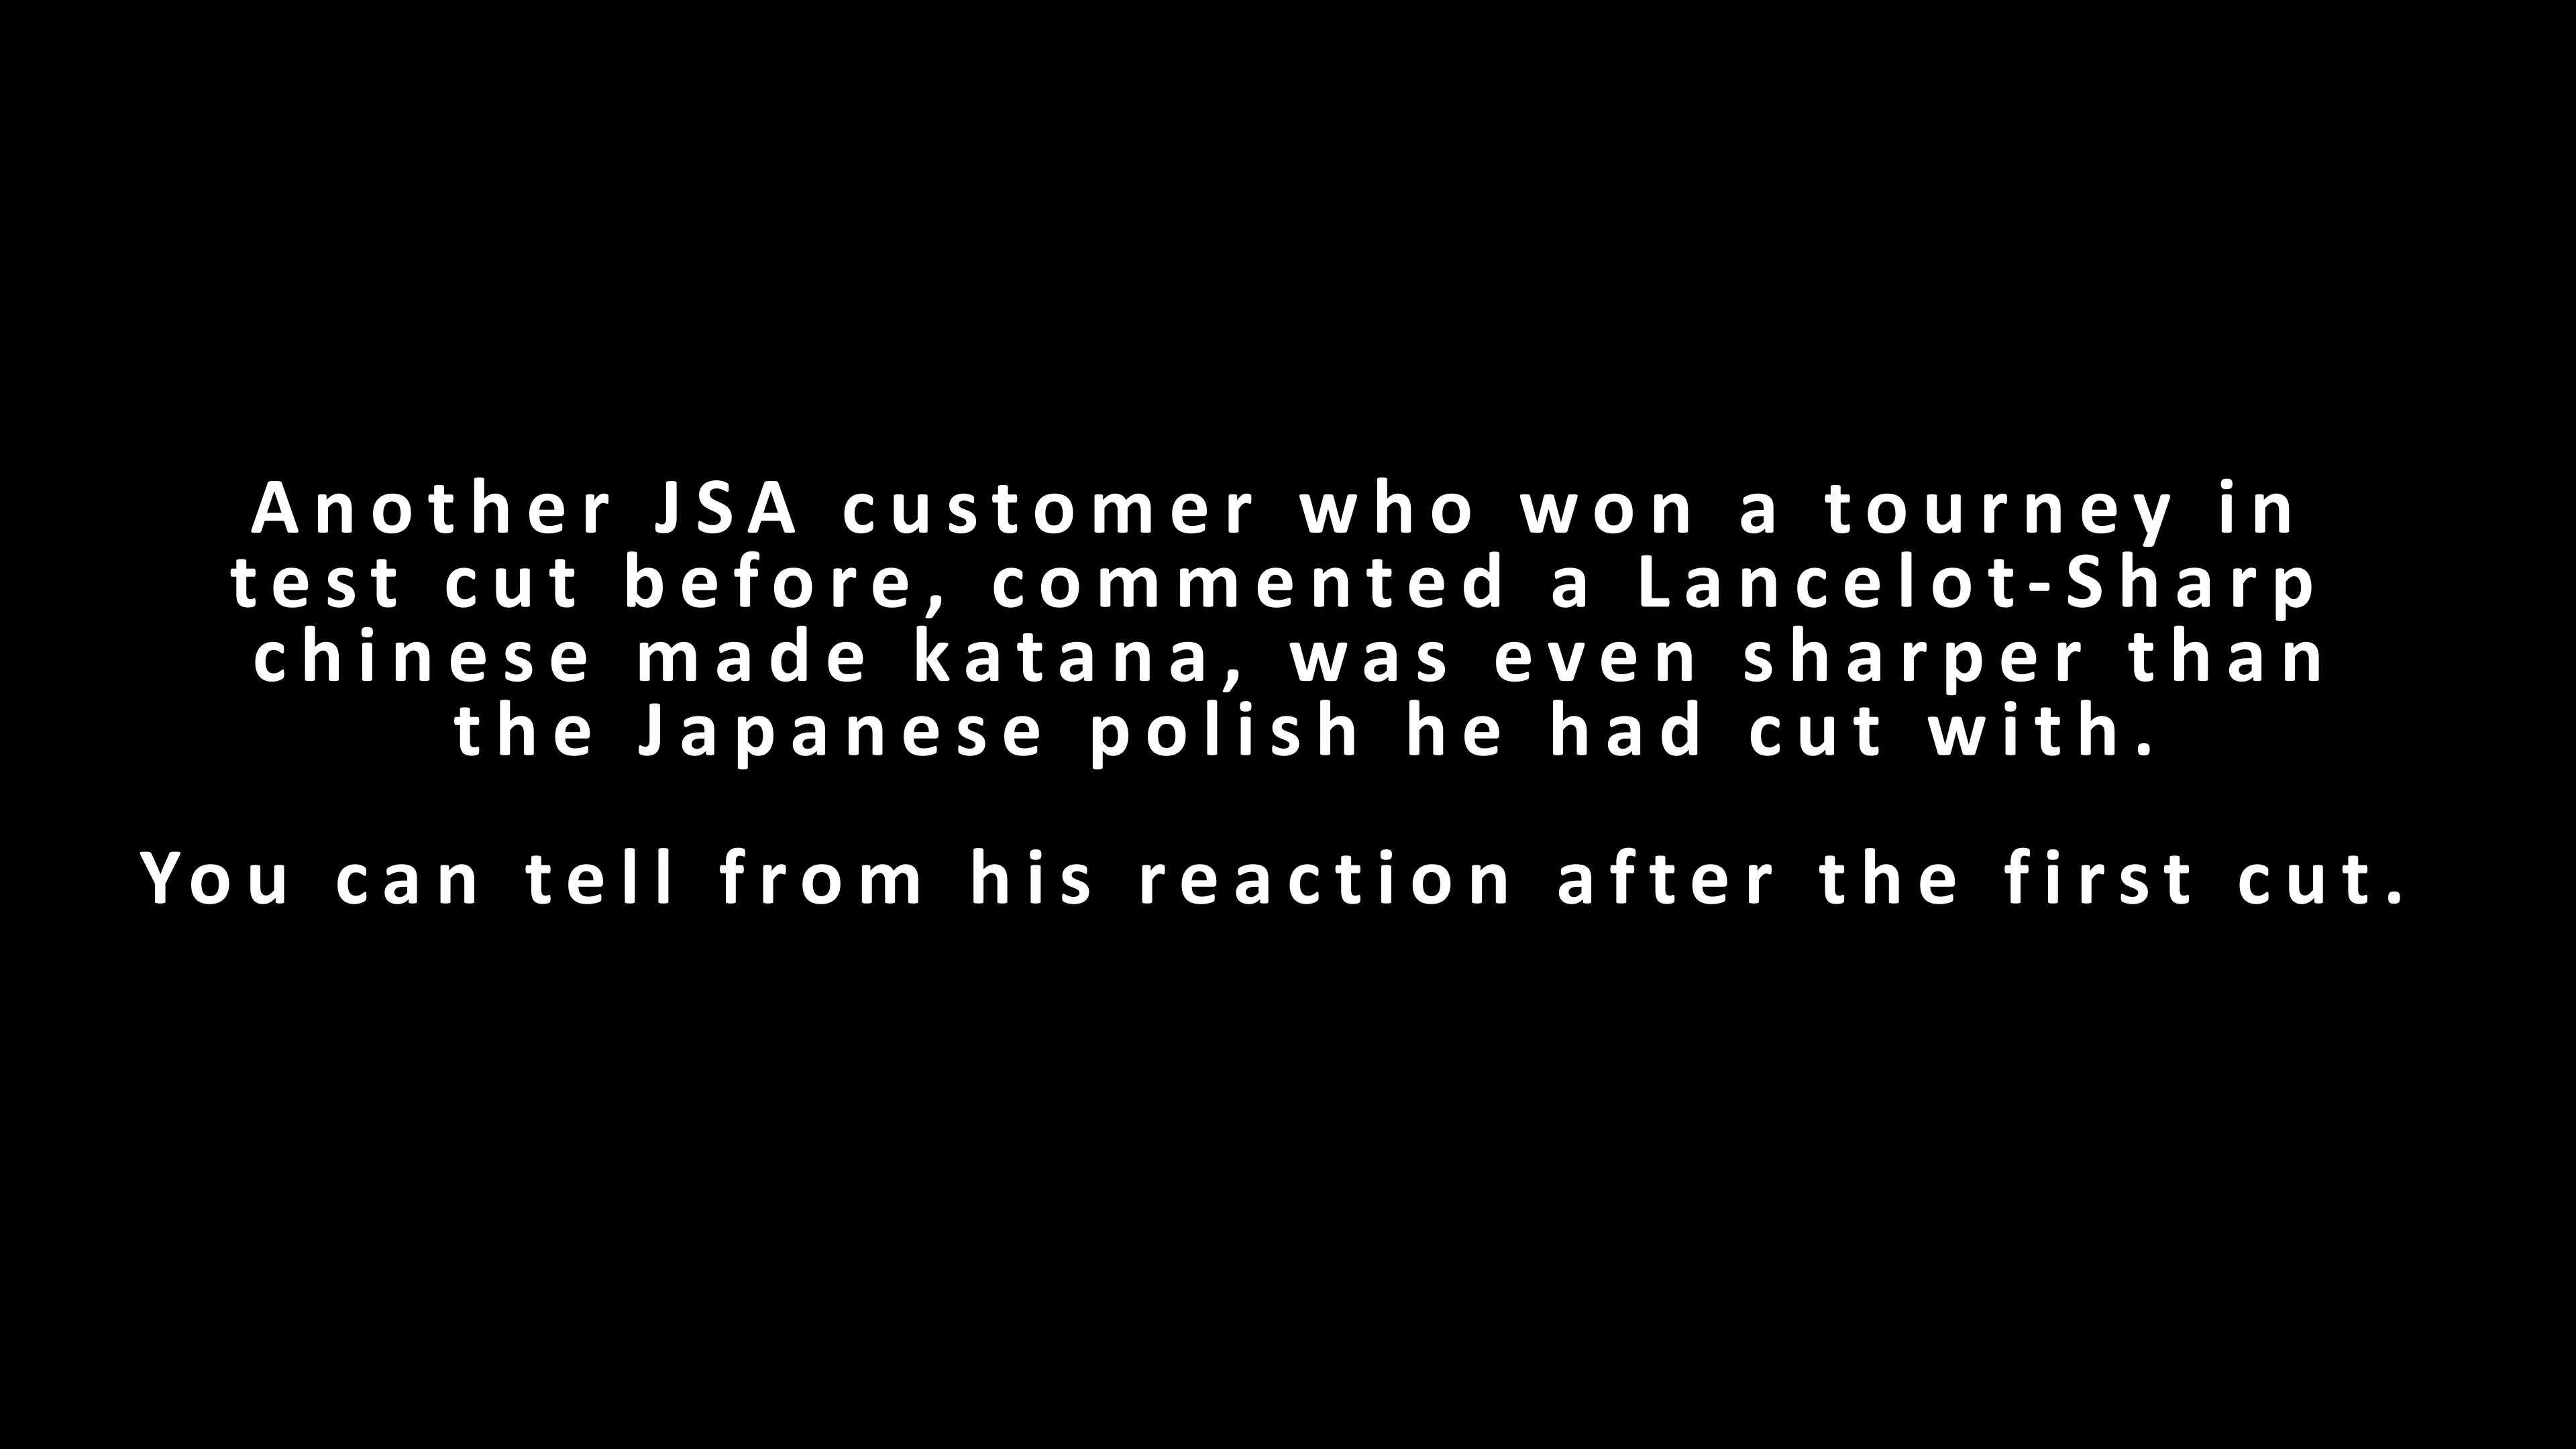 Another JSA customer who won a tourney in
test cut before, commented a Lancelot-Sharp
chinese made katana, was even sharper than
the Japanese polish he had cut with.
You can tell from his reaction after the first cut.